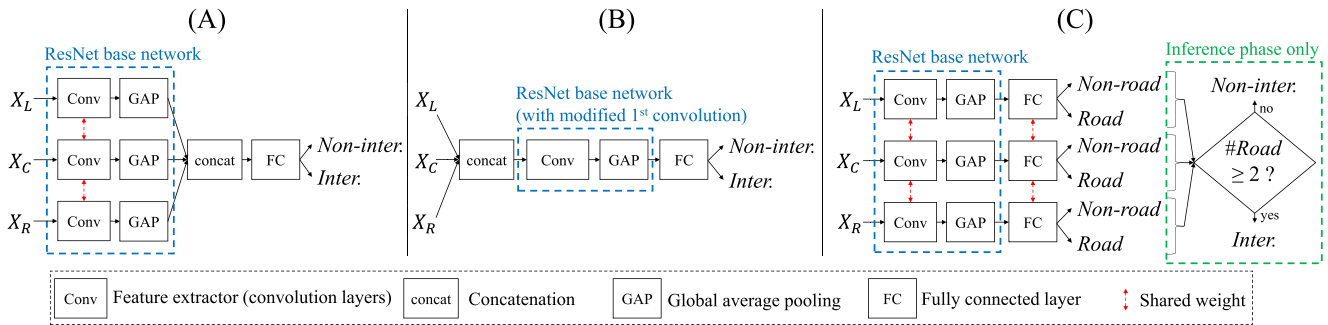 (A)
ResNet base network
X_L
Conv
GAP
X_C
Conv
GAP
concat
FC
Non-inter.
Inter.
X_R
Conv
GAP
(B)
X_L
ResNet base network
(with modified 1st convolution)
X_C
concat
Conv
GAP
FC
Non-inter.
Inter.
X_R
(C)
ResNet base network
X_L
Conv
GAP
FC
Non-road
Road
X_C
Conv
GAP
FC
Non-road
Road
X_R
Conv
GAP
FC
Non-road
Road
Inference phase only
Non-inter.
no
#Road
≥ 2 ?
yes
Inter.
Conv Feature extractor (convolution layers)
concat Concatenation
GAP Global average pooling
FC Fully connected layer
Shared weight